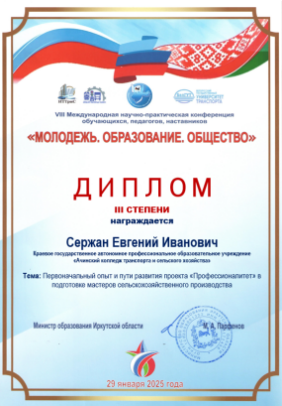 VIII Международная научно-практическая конференция
обучающихся, педагогов, наставников
«МОЛОДЕЖЬ. ОБРАЗОВАНИЕ. ОБЩЕСТВО»
ДИПЛОМ
III СТЕПЕНИ
награждается
Сержан Евгений Иванович
Краевое государственное автономное профессиональное образовательное учреждение
«Ачинский колледж транспорта и сельского хозяйства»
Тема: Первоначальный опыт и пути развития проекта «Профессионалитет» в
подготовке мастеров сельскохозяйственного производства
Министр образования Иркутской области
М. А. Парфенов
29 января 2025 года